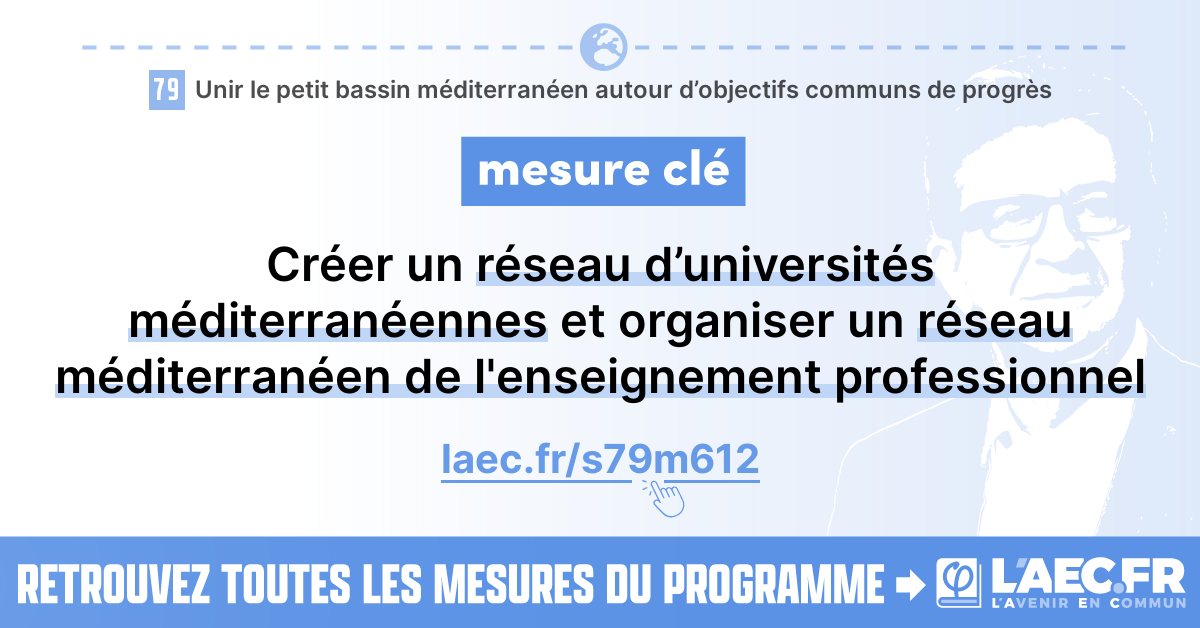 79 Unir le petit bassin méditerranéen autour d’objectifs communs de progrès
mesure clé
Créer un réseau d’universités
méditerranéennes et organiser un réseau
méditerranéen de l'enseignement professionnel
laec.fr/s79m612
RETROUVEZ TOUTES LES MESURES DU PROGRAMME
φ L'AEC.FR
L'AVENIR EN COMMUN